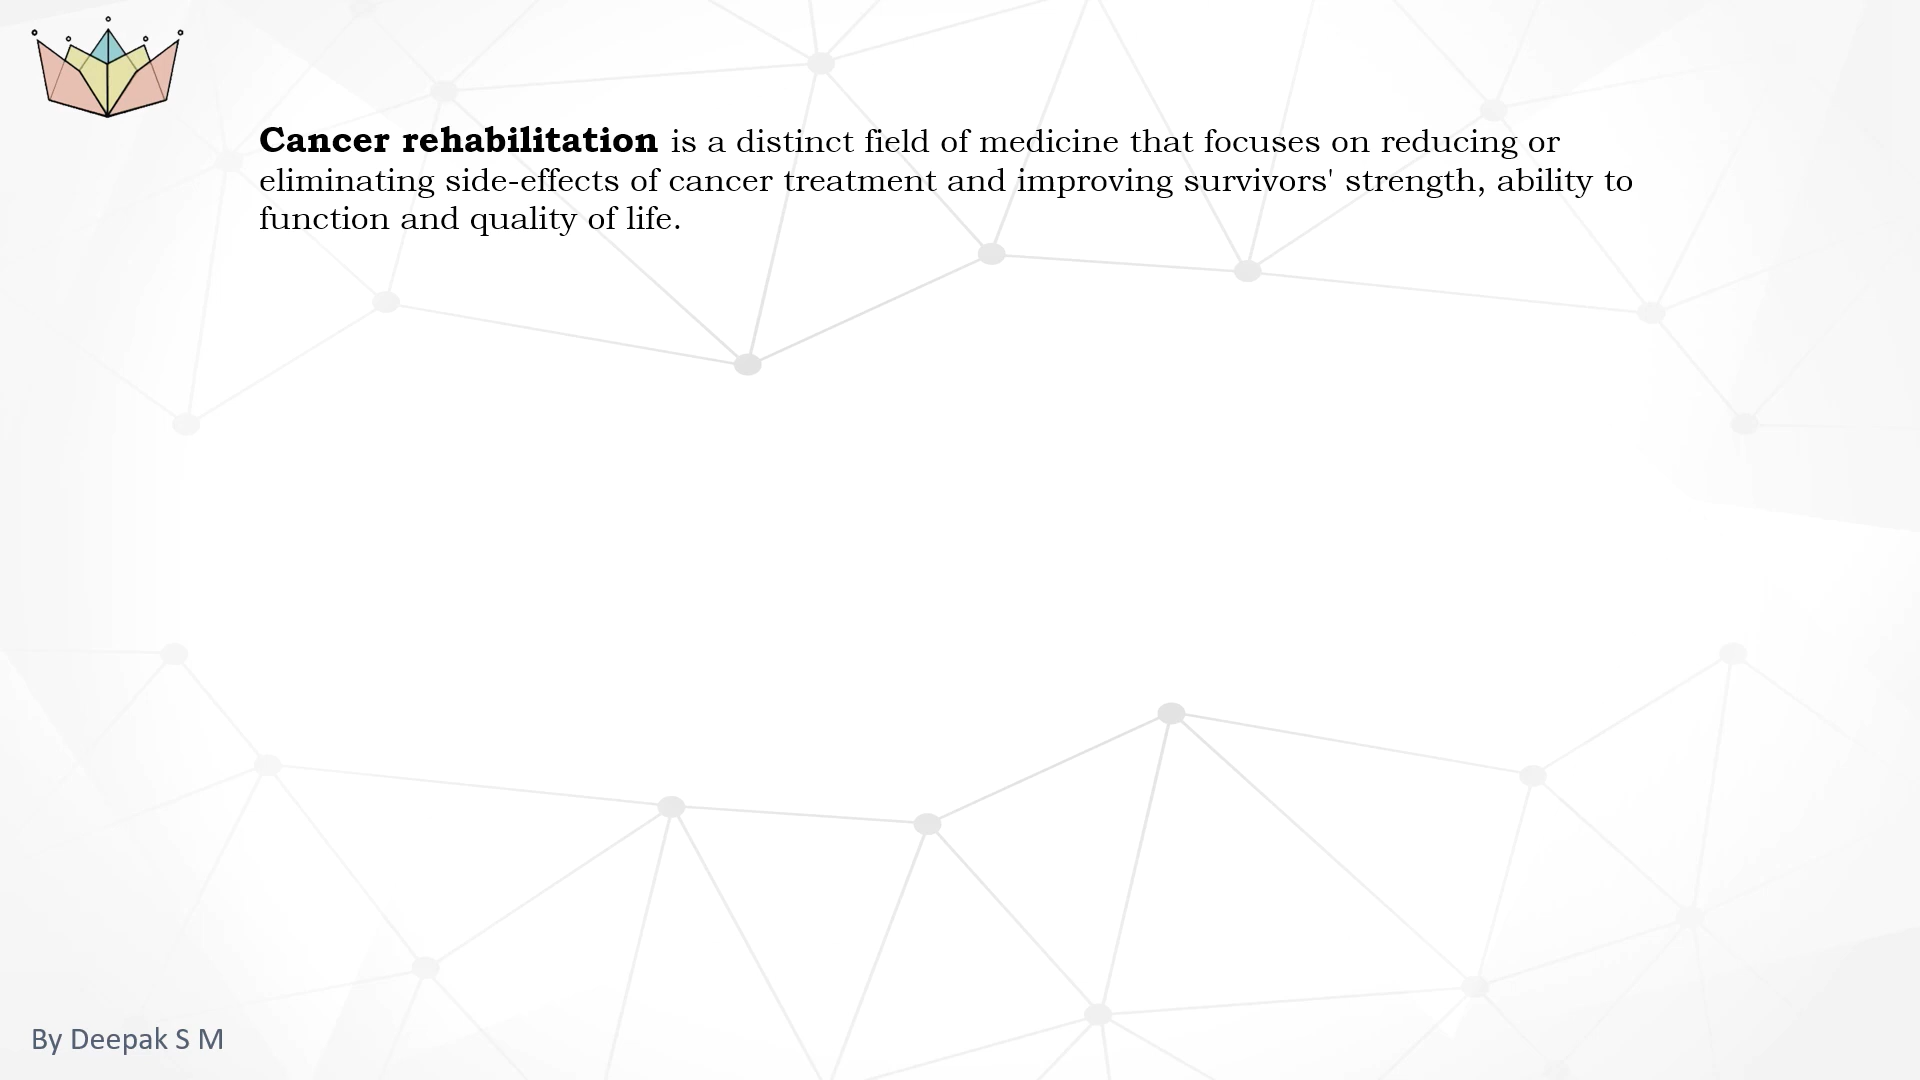 Cancer rehabilitation is a distinct field of medicine that focuses on reducing or
eliminating side-effects of cancer treatment and improving survivors' strength, ability to
function and quality of life.
By Deepak S M